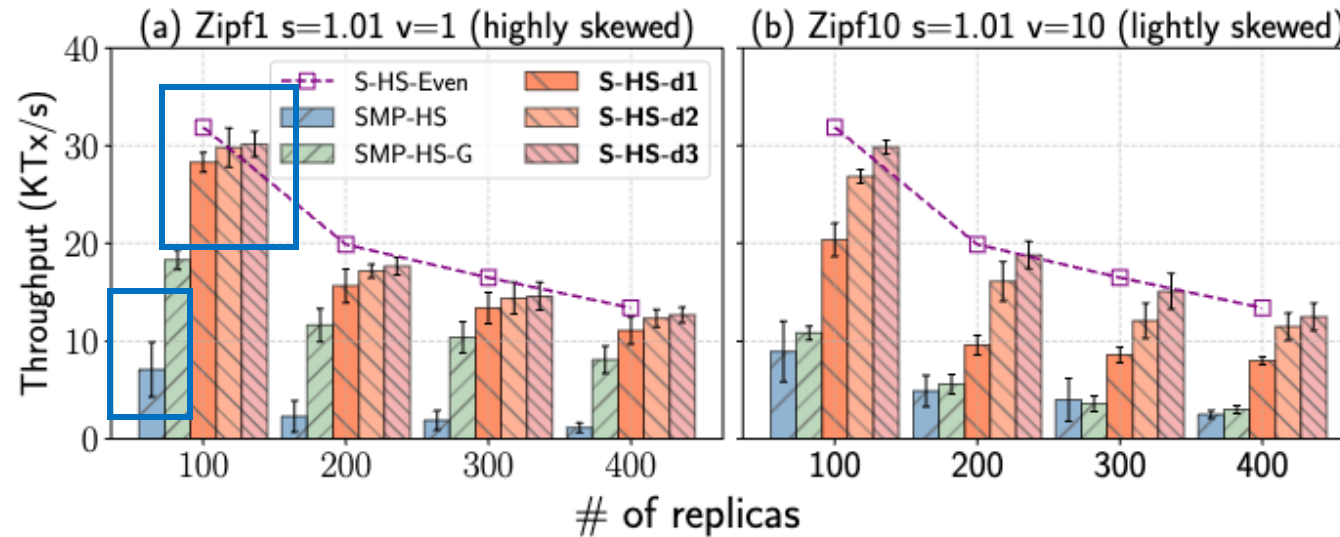 (a) Zipf1 s=1.01 v=1 (highly skewed)
(b) Zipf10 s=1.01 v=10 (lightly skewed)
Throughput (KTx/s)
40
30
20
10
0
S-HS-Even
SMP-HS
SMP-HS-G
S-HS-d1
S-HS-d2
S-HS-d3
100 200 300 400
100 200 300 400
# of replicas